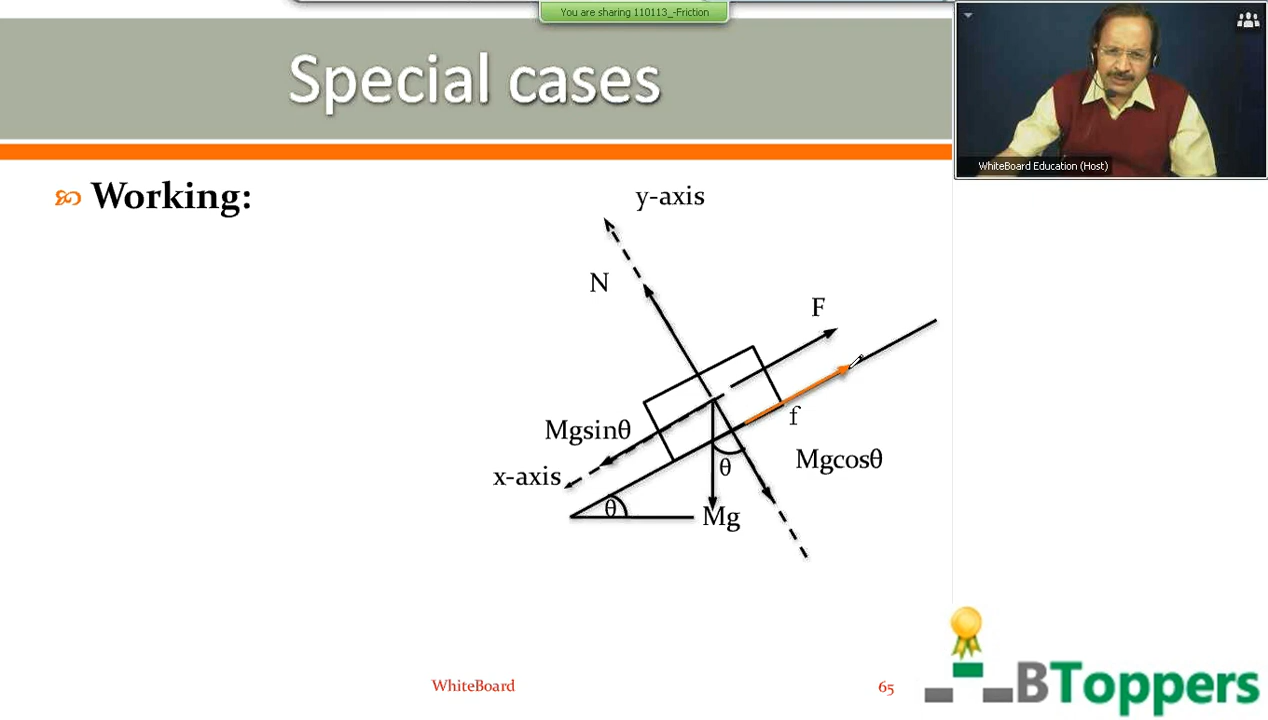 You are sharing 110113_-Friction
Special cases
WhiteBoard Education (Host)
Working:
y-axis
N
F
f
Mgsinθ
Mgcosθ
x-axis
θ
θ
Mg
WhiteBoard
65
BToppers